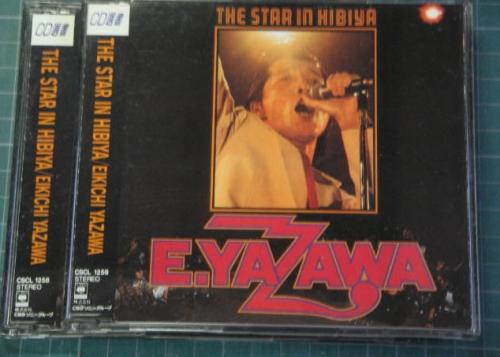 CD選書
THE STAR IN HIBIYA/EIKICHI YAZAWA
CSCL 1258
STEREO
CD選書
THE STAR IN HIBIYA/EIKICHI YAZAWA
CSCL 1258
STEREO
THE STAR IN HIBIYA
E.YAZAWA